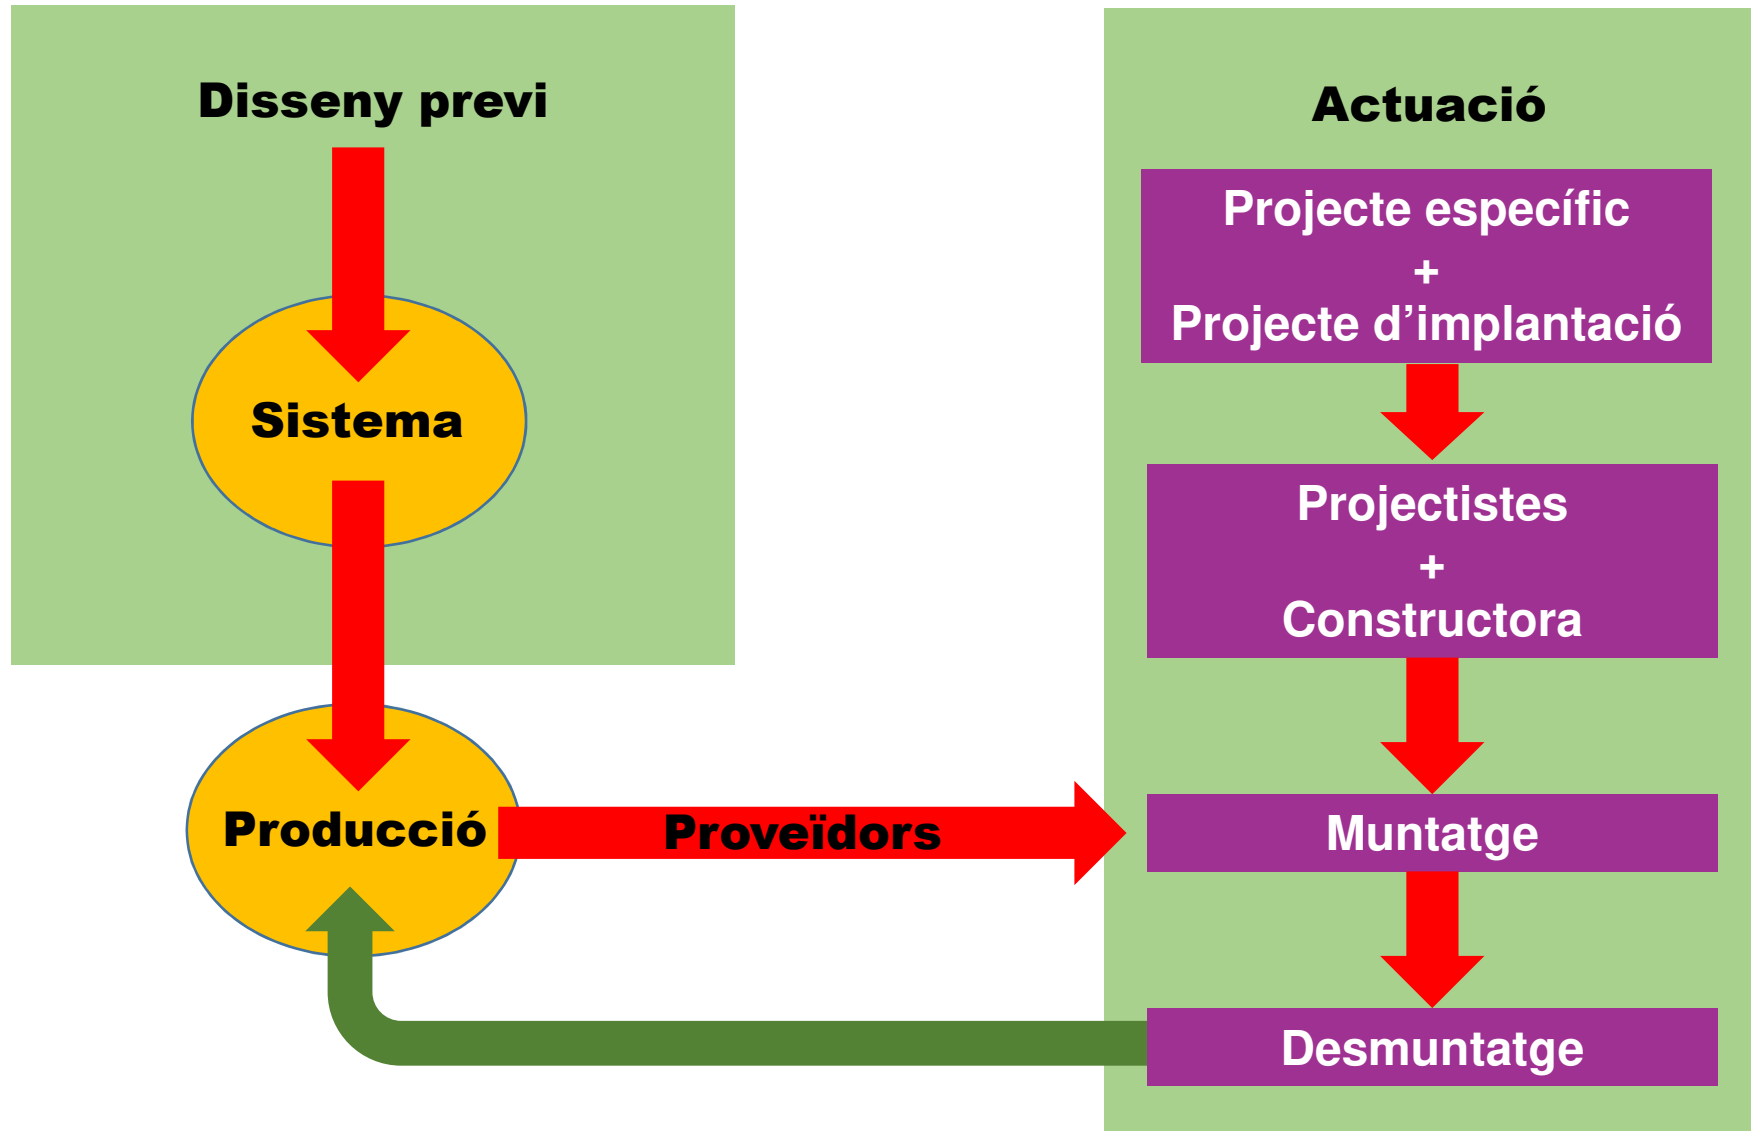 Disseny previ
Sistema
Producció
Proveïdors
Actuació
Projecte específic
+
Projecte d’implantació
Projectistes
+
Constructora
Muntatge
Desmuntatge